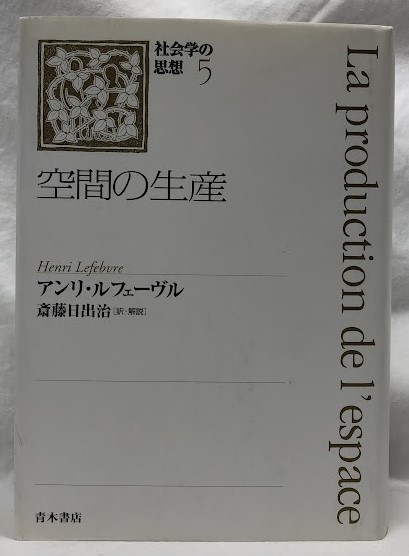 社会学の
思想 5
空間の生産
Henri Lefebvre
アンリ・ルフェーヴル
斎藤日出治[訳・解説]
青木書店
La production de l'espace